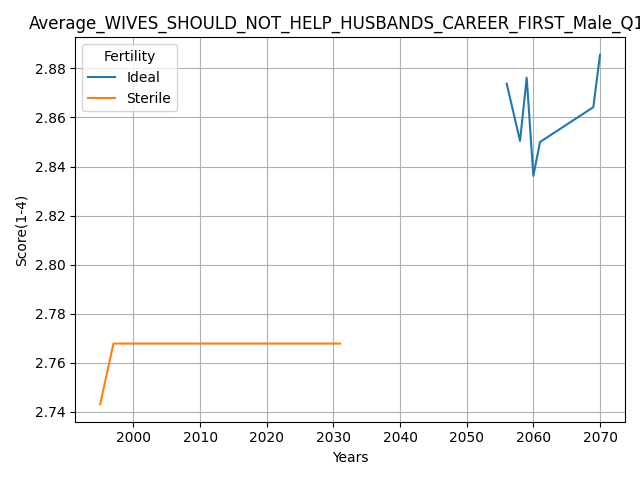 Average_WIVES_SHOULD_NOT_HELP_HUSBANDS_CAREER_FIRST_Male_Q1
Fertility
Ideal
Sterile
Score(1-4)
2.88
2.86
2.84
2.82
2.80
2.78
2.76
2.74
2000 2010 2020 2030 2040 2050 2060 2070
Years